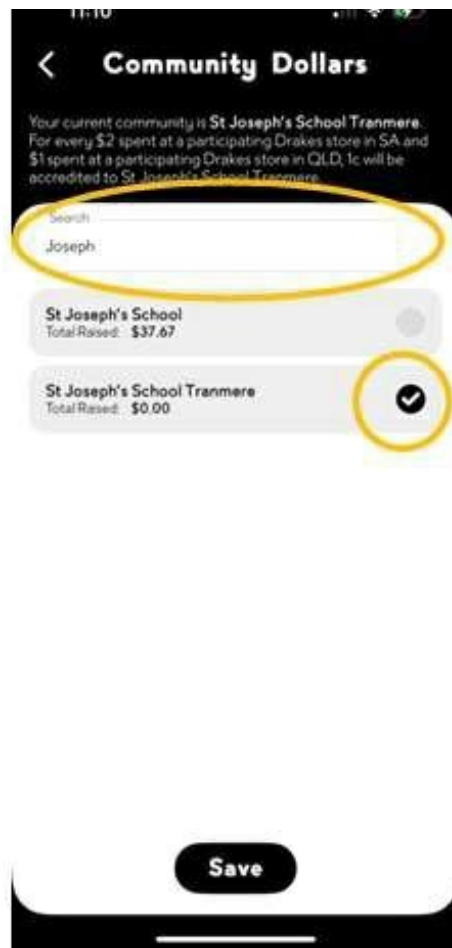 11:10
Community Dollars
Your current community is St Joseph's School Tranmere.
For every $2 spent at a participating Drakes store in SA and
$1 spent at a participating Drakes store in QLD, 1c will be
accredited to St Joseph's School Tranmere
Search
Joseph
St Joseph's School
Total Raised: $37.67
St Joseph's School Tranmere
Total Raised: $0.00
Save